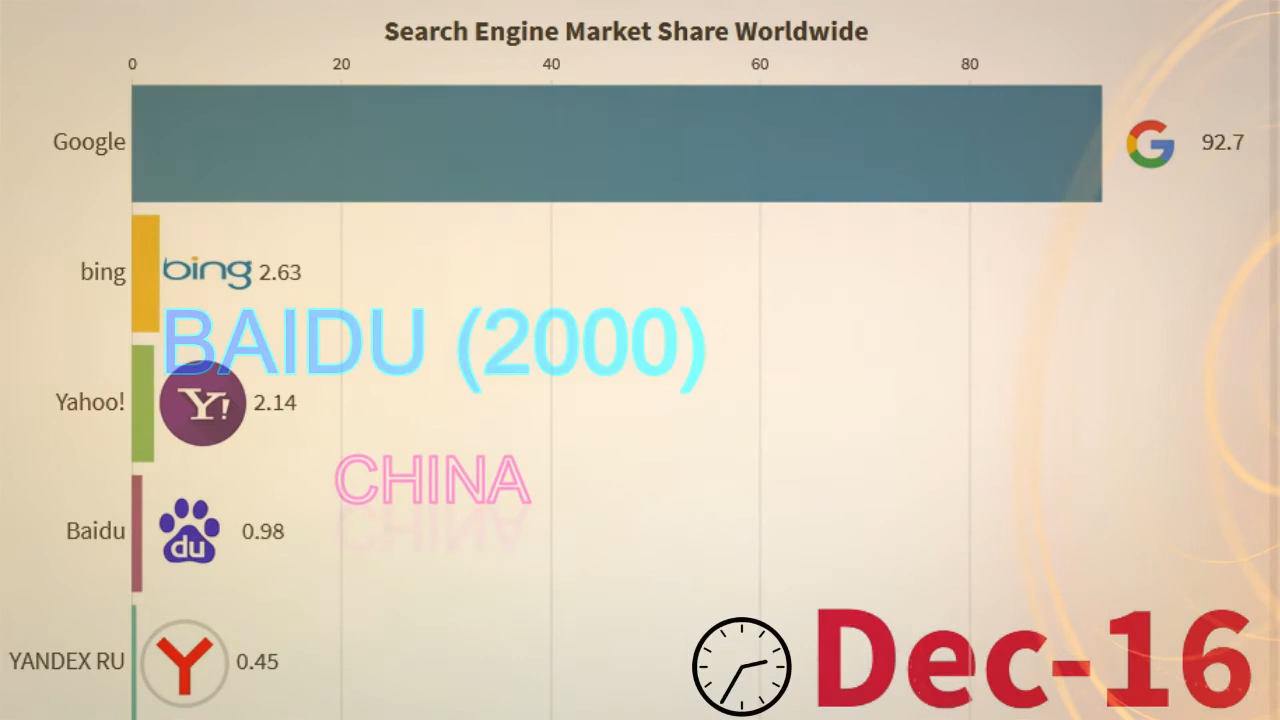 Search Engine Market Share Worldwide
0 20 40 60 80
Google 92.7
bing bing 2.63
BAIDU (2000)
Yahoo! Y! 2.14
CHINA
Baidu du 0.98
YANDEX RU Y 0.45
Dec-16